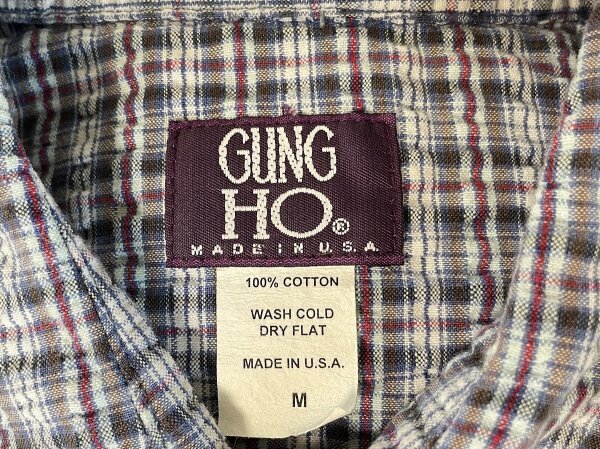 GUNG
HO®
MADE IN U.S.A.
100% COTTON
WASH COLD
DRY FLAT
MADE IN U.S.A.
M